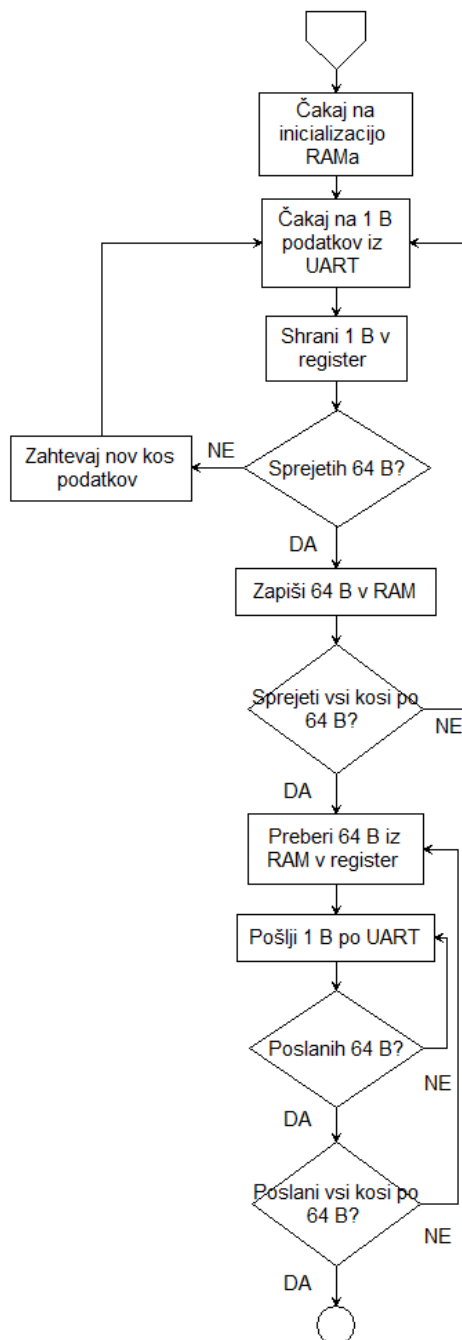 Čakaj na
inicializacijo
RAMa
Čakaj na 1 B
podatkov iz
UART
Shrani 1 B v
register
Sprejetih 64 B?
NE
Zahtevaj nov kos
podatkov
DA
Zapiši 64 B v RAM
Sprejeti vsi kosi po
64 B?
NE
DA
Preberi 64 B iz
RAM v register
Pošlji 1 B po UART
Poslanih 64 B?
NE
DA
Poslani vsi kosi po
64 B?
NE
DA